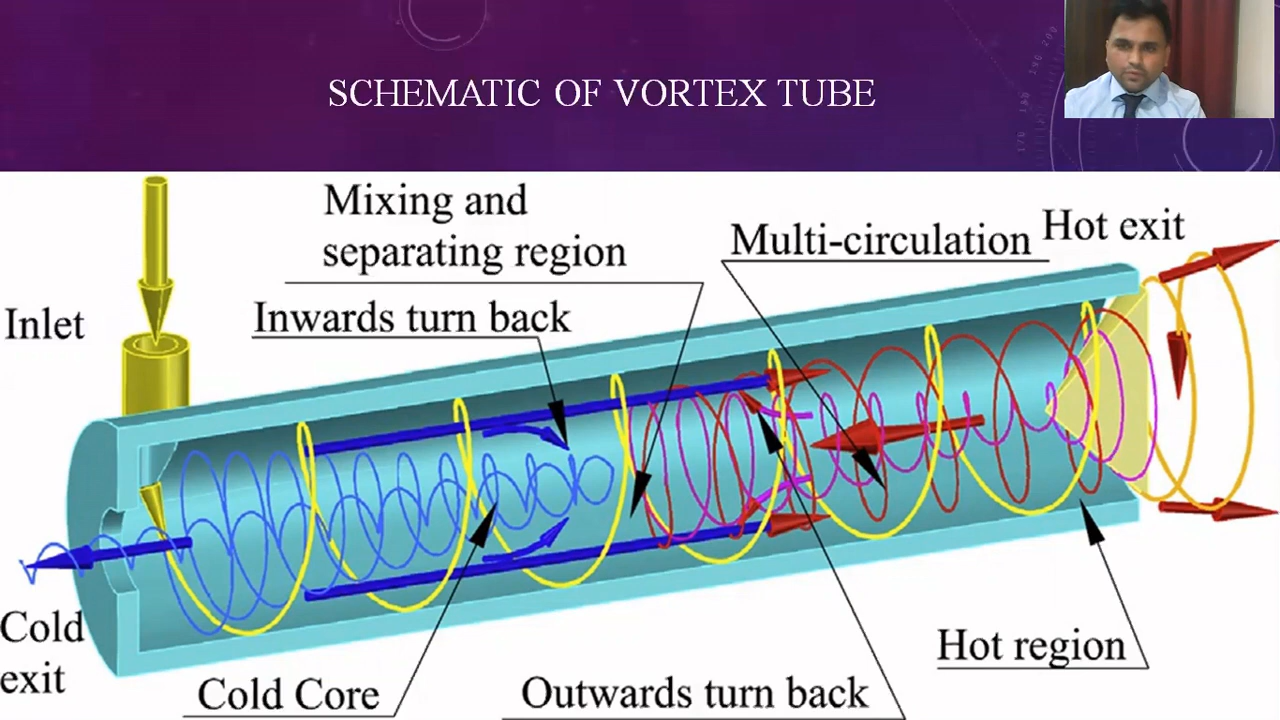 SCHEMATIC OF VORTEX TUBE
Mixing and
separating region
Multi-circulation
Hot exit
Inwards turn back
Inlet
Cold
exit
Cold Core
Outwards turn back
Hot region